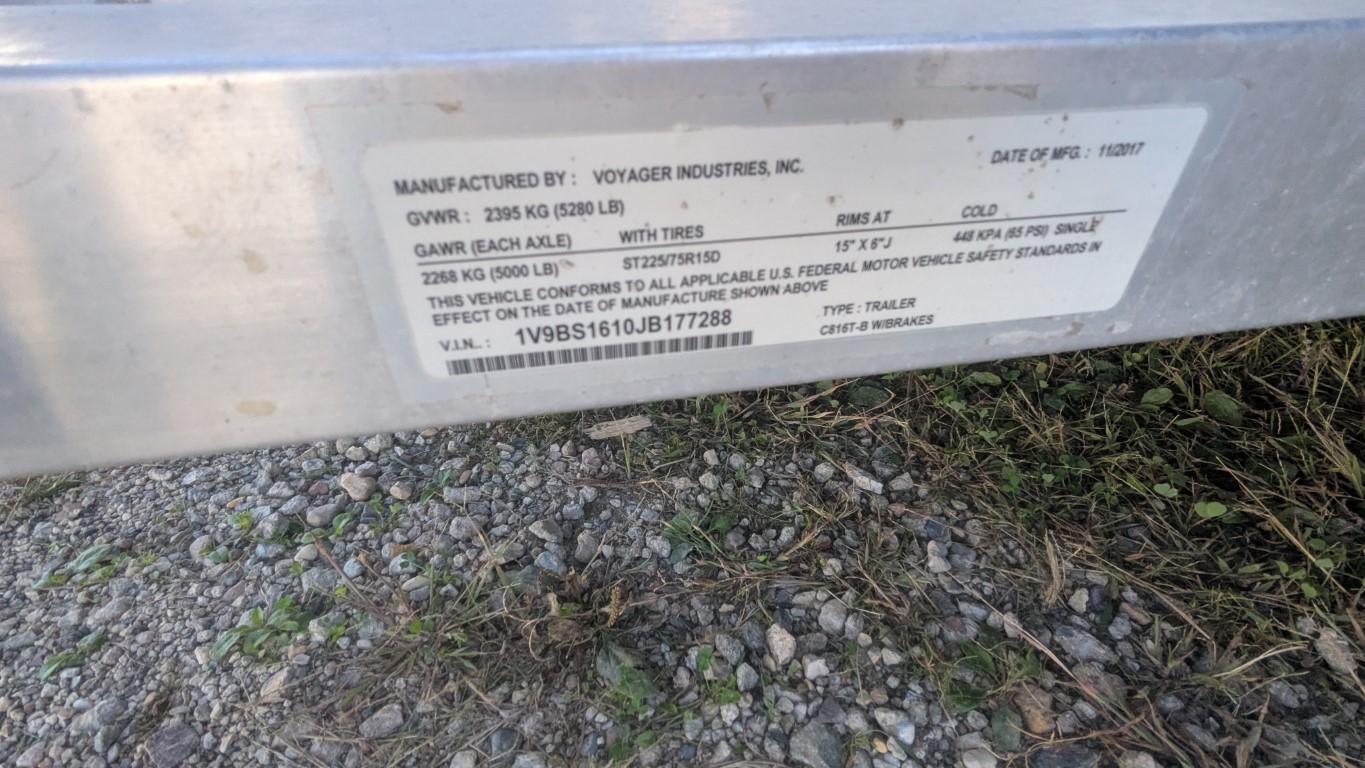 MANUFACTURED BY : VOYAGER INDUSTRIES, INC. DATE OF MFG. : 11/2017
GVWR : 2395 KG (5280 LB)
GAWR (EACH AXLE) WITH TIRES RIMS AT COLD
2268 KG (5000 LB) ST225/75R15D 15" X 6"J 448 KPA (65 PSI) SINGLE
THIS VEHICLE CONFORMS TO ALL APPLICABLE U.S. FEDERAL MOTOR VEHICLE SAFETY STANDARDS IN
EFFECT ON THE DATE OF MANUFACTURE SHOWN ABOVE
V.I.N.. : 1V9BS1610JB177288 TYPE : TRAILER
C816T-B W/BRAKES